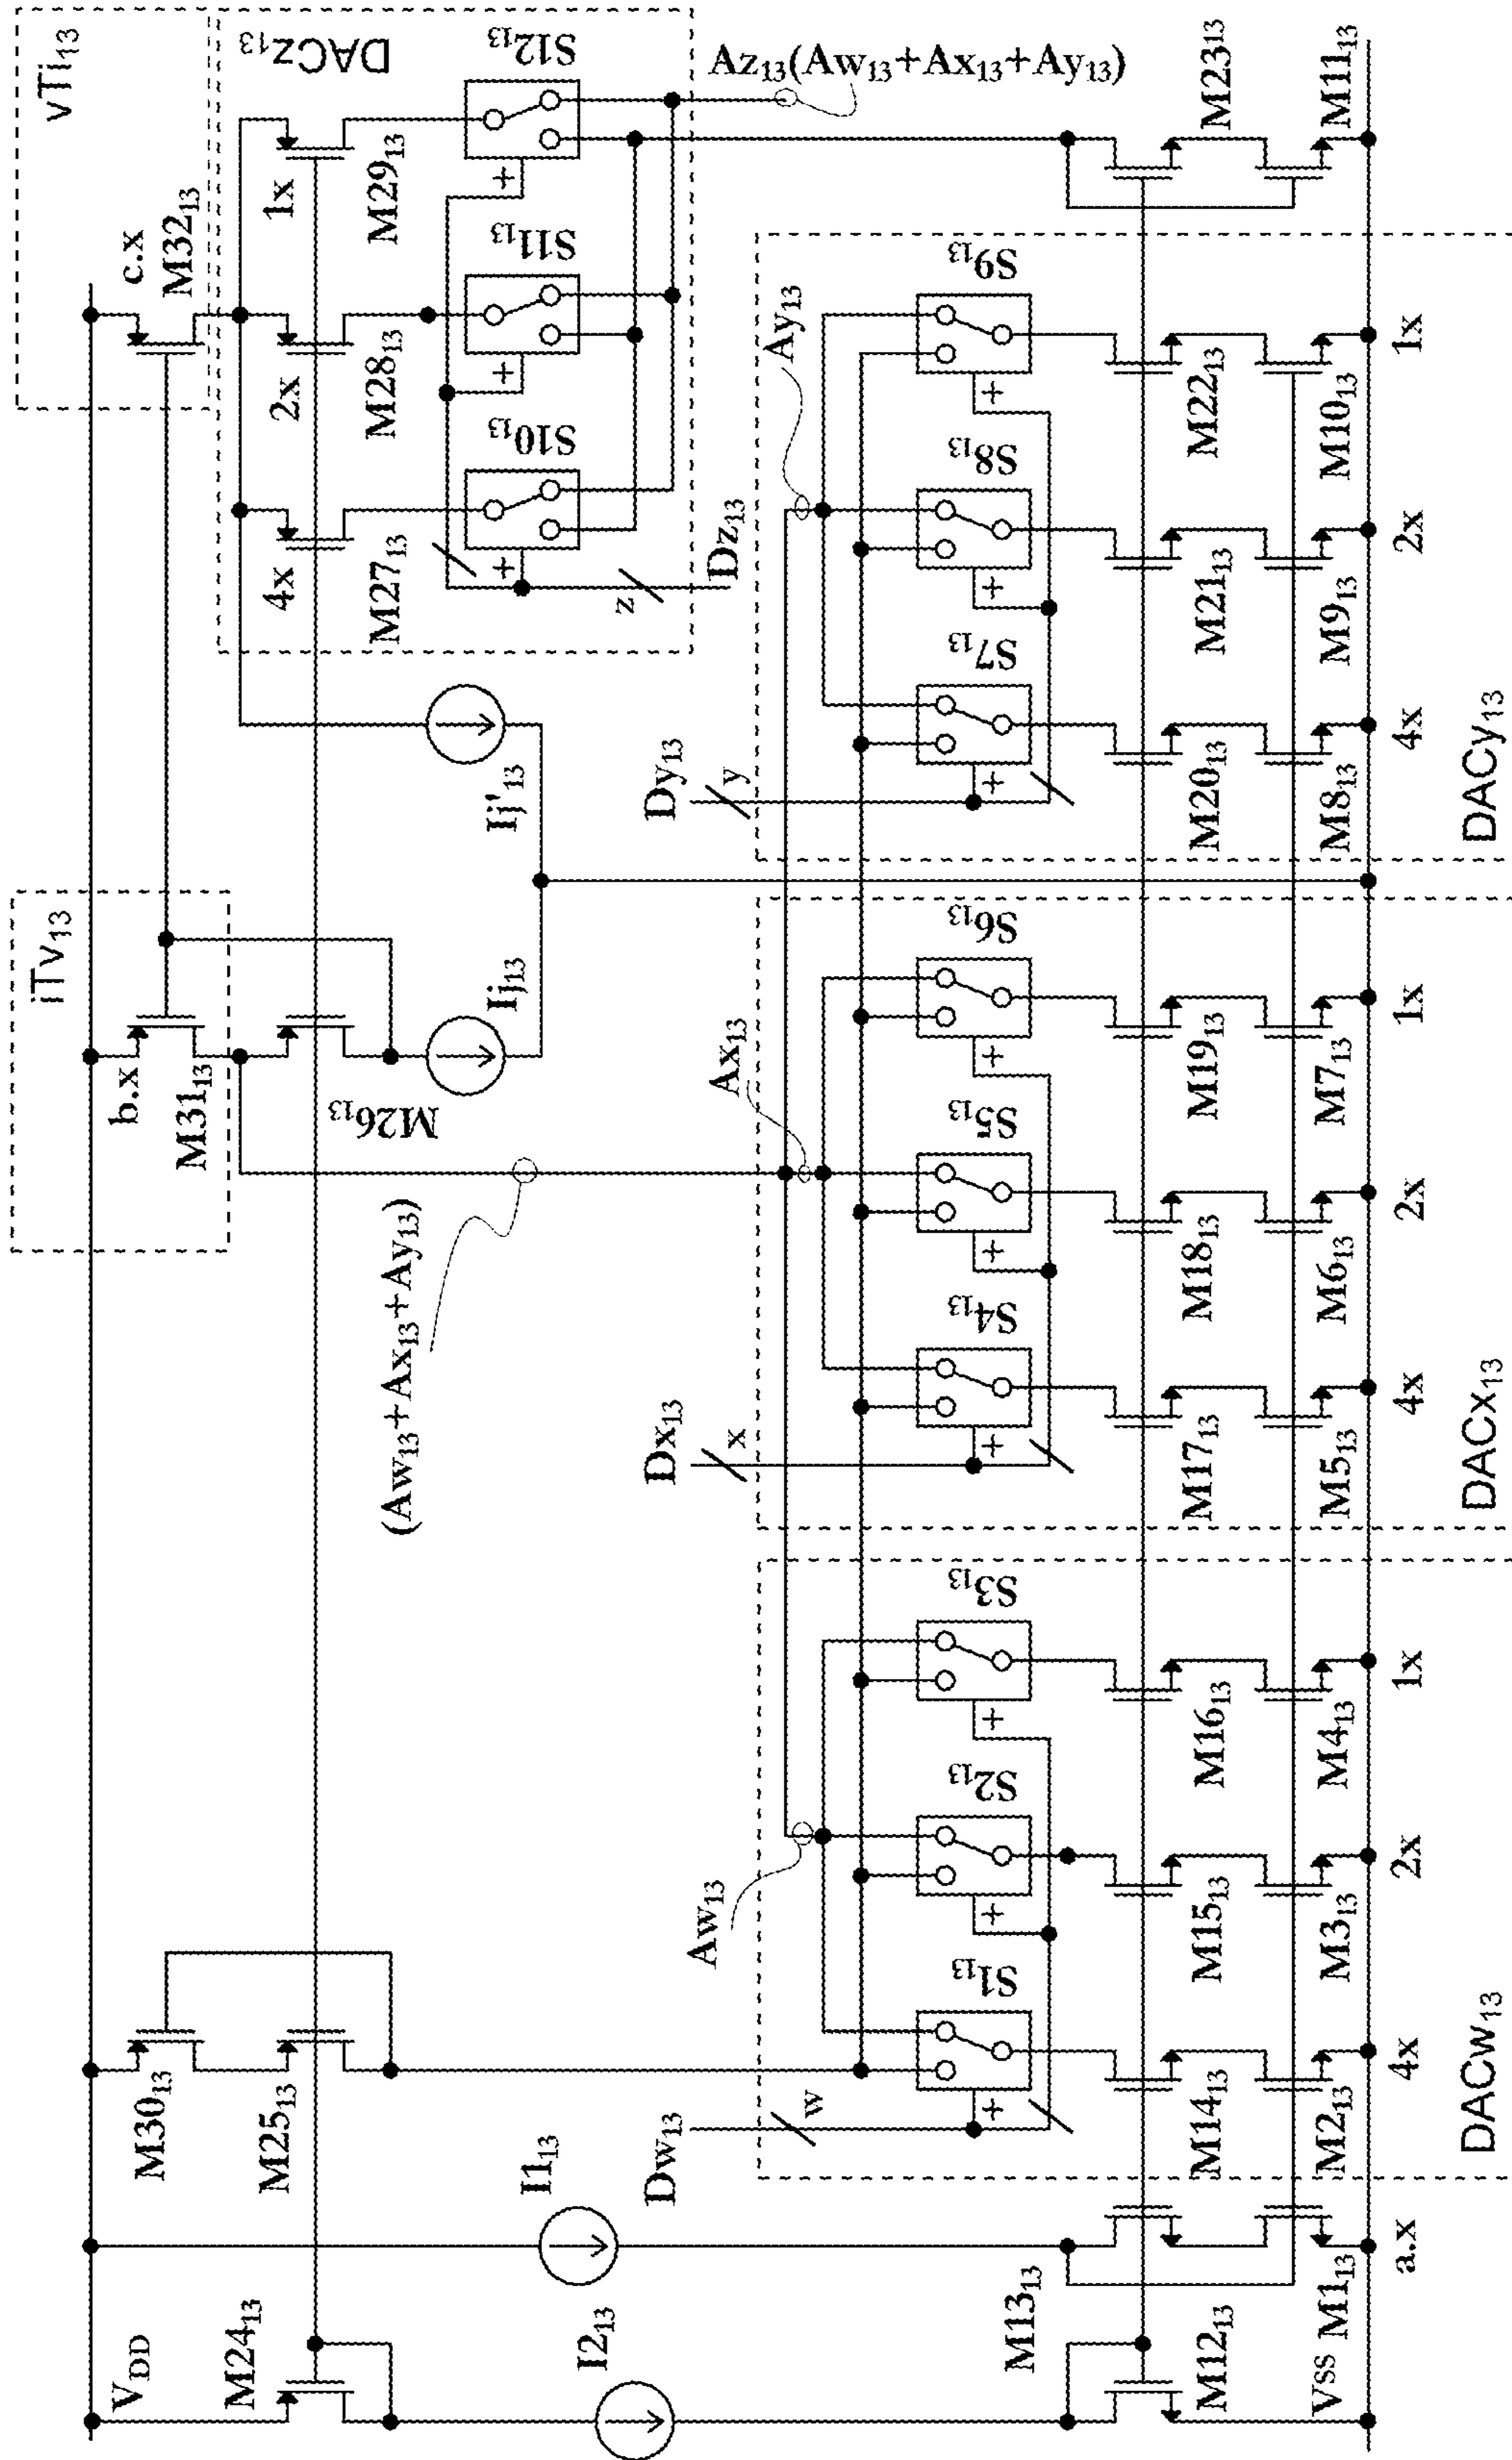 iTv₁₃
vTi₁₃
V_DD
M24₁₃
M30₁₃
M25₁₃
b.x
M31₁₃
M26₁₃
c.x
M32₁₃
4x
2x
1x
M27₁₃
M28₁₃
M29₁₃
DACz₁₃
I2₁₃
I1₁₃
Ij₁₃
Ij'₁₃
(Aw₁₃+Ax₁₃+Ay₁₃)
+
S10₁₃
+
S11₁₃
+
S12₁₃
z
Dz₁₃
Az₁₃(Aw₁₃+Ax₁₃+Ay₁₃)
Dw₁₃
w
Aw₁₃
Dx₁₃
x
Ax₁₃
Dy₁₃
y
Ay₁₃
+
S1₁₃
+
S2₁₃
+
S3₁₃
+
S4₁₃
+
S5₁₃
+
S6₁₃
+
S7₁₃
+
S8₁₃
+
S9₁₃
M13₁₃
M12₁₃
M14₁₃
M15₁₃
M16₁₃
M17₁₃
M18₁₃
M19₁₃
M20₁₃
M21₁₃
M22₁₃
M23¹³
Vss
M1₁₃
M2₁₃
M3₁₃
M4₁₃
M5₁₃
M6₁₃
M7₁₃
M8₁₃
M9₁₃
M10₁₃
M11₁₃
a.x
4x
2x
1x
4x
2x
1x
4x
2x
1x
DACw₁₃
DACx₁₃
DACy₁₃